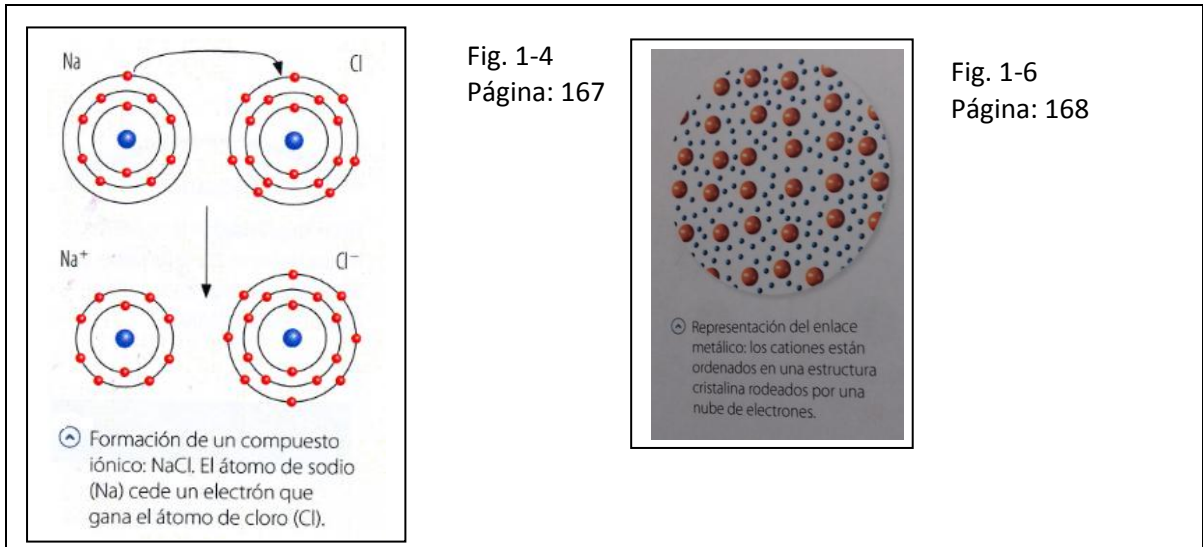 Na
Cl
Na⁺
Cl⁻
Formación de un compuesto
iónico: NaCl. El átomo de sodio
(Na) cede un electrón que
gana el átomo de cloro (Cl).
Fig. 1-4
Página: 167
Representación del enlace
metálico: los cationes están
ordenados en una estructura
cristalina rodeados por una
nube de electrones.
Fig. 1-6
Página: 168